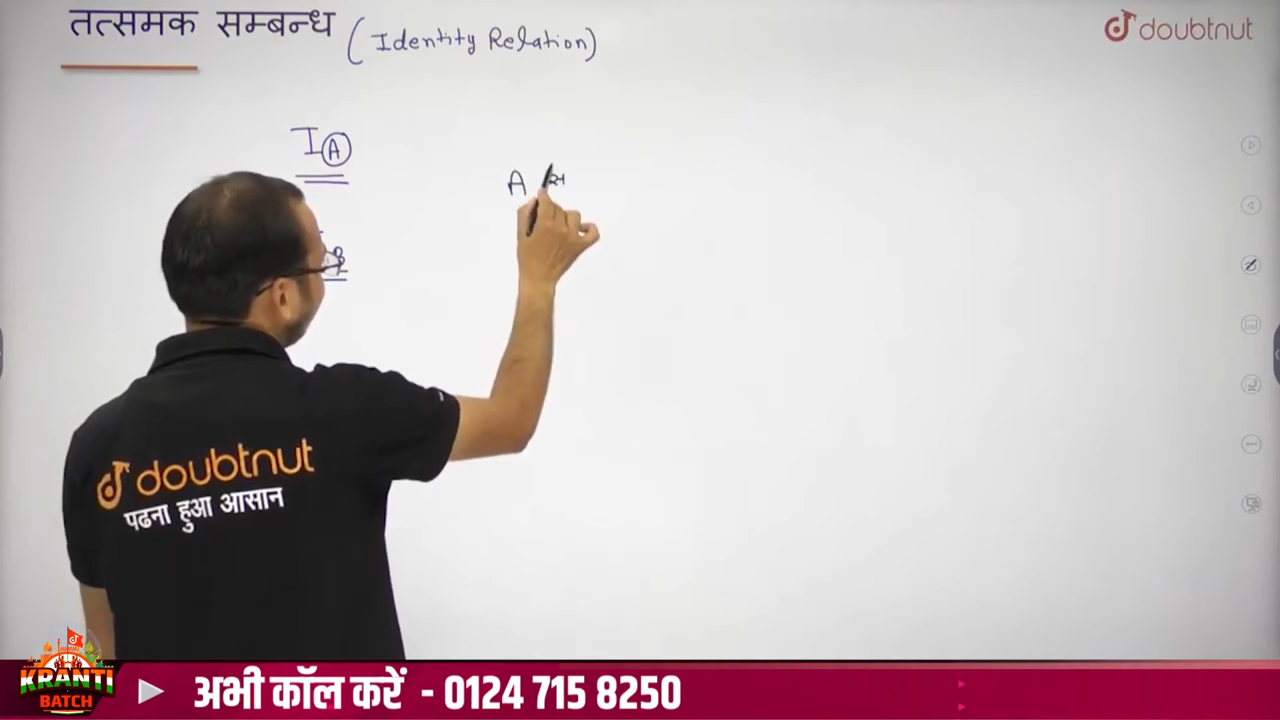 तत्समक सम्बन्ध (Identity Relation)
doubtnut
I A
A
B
doubtnut
पढना हुआ आसान
KRANTI
BATCH
अभी कॉल करें - 0124 715 8250